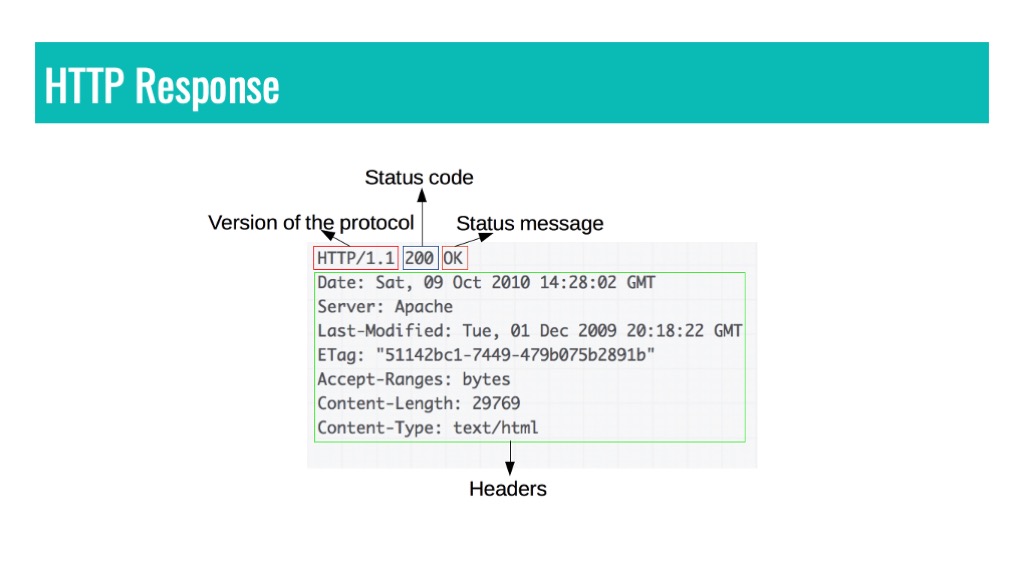 HTTP Response
Status code
Version of the protocol
Status message
HTTP/1.1 200 OK
Date: Sat, 09 Oct 2010 14:28:02 GMT
Server: Apache
Last-Modified: Tue, 01 Dec 2009 20:18:22 GMT
ETag: "51142bc1-7449-479b075b2891b"
Accept-Ranges: bytes
Content-Length: 29769
Content-Type: text/html
Headers